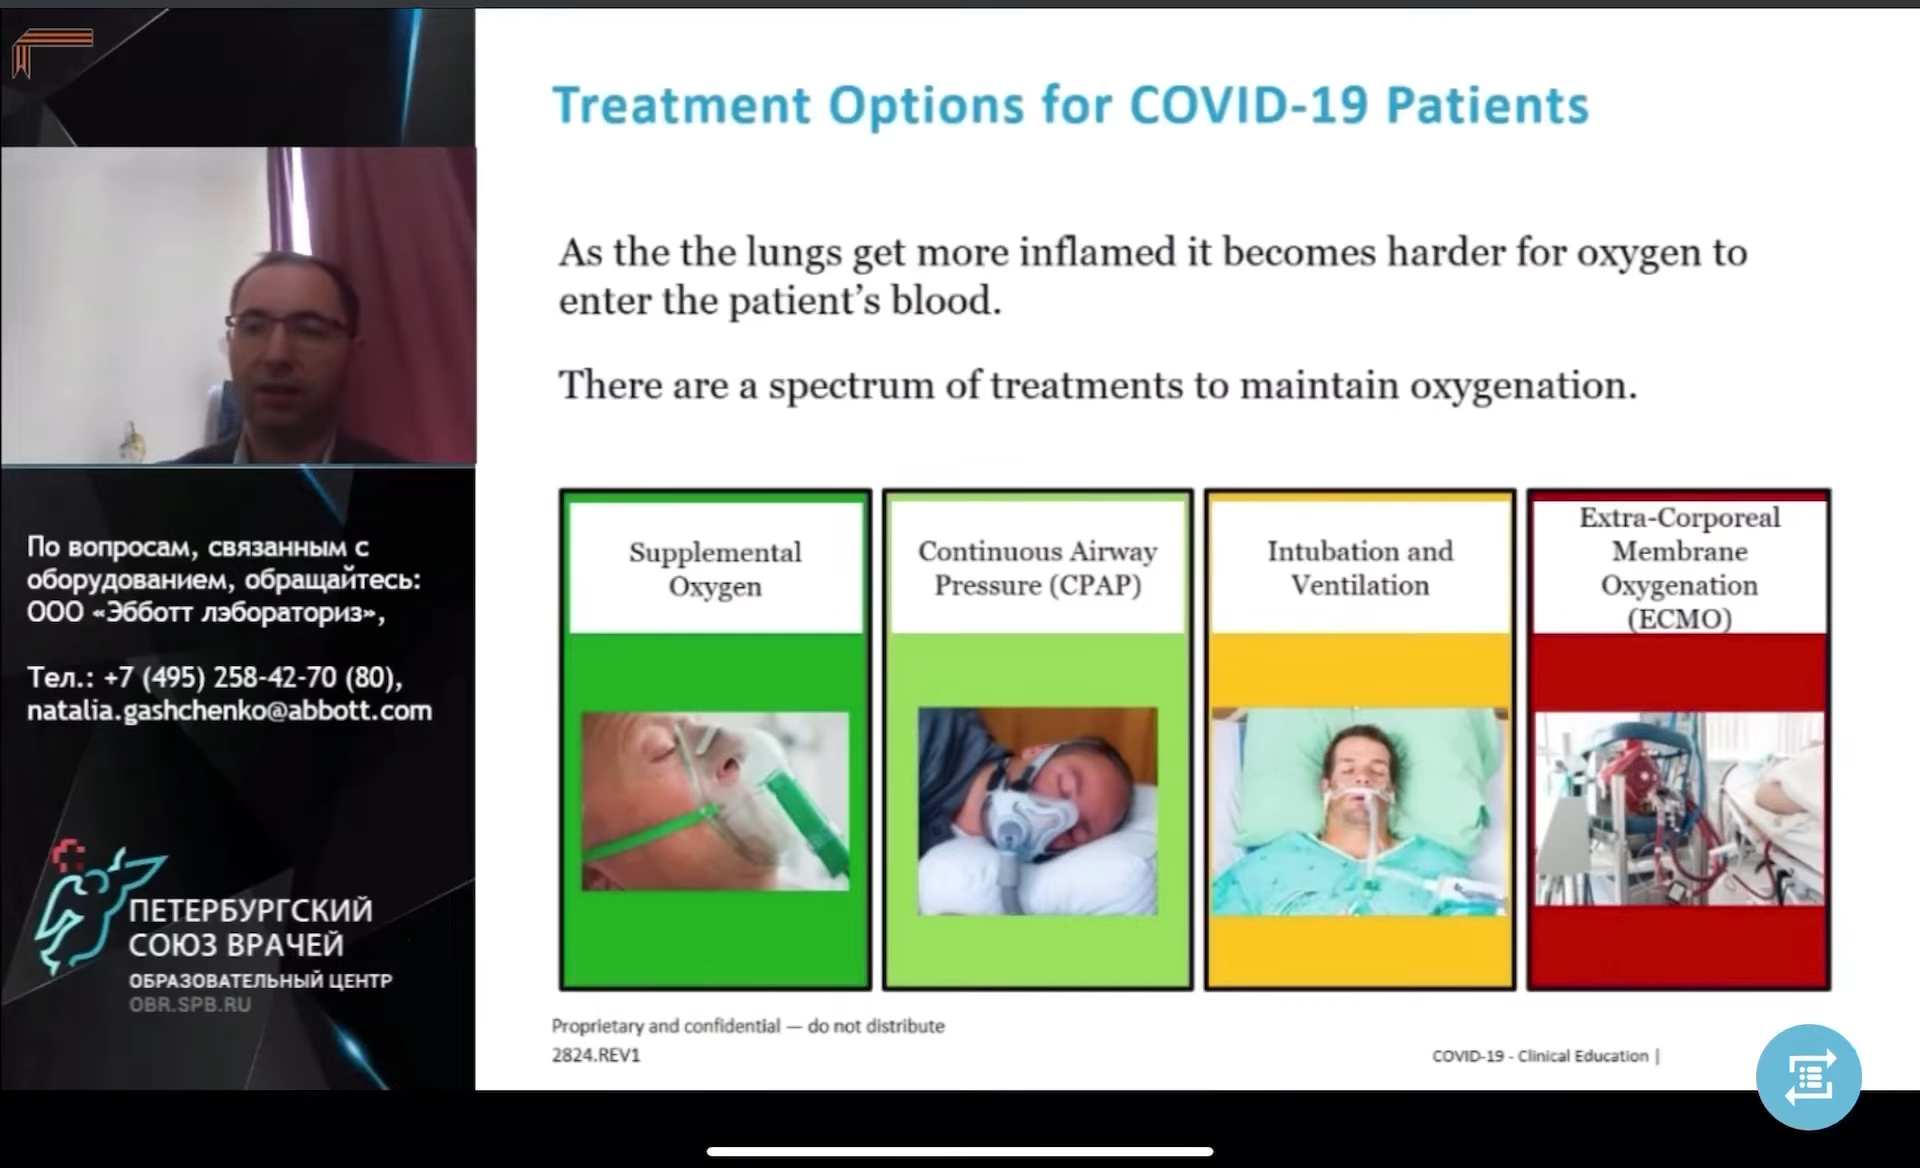 По вопросам, связанным с
оборудованием, обращайтесь:
ООО «Эбботт лэбораториз»,
Тел.: +7 (495) 258-42-70 (80),
natalia.gashchenko@abbott.com
ПЕТЕРБУРГСКИЙ
СОЮЗ ВРАЧЕЙ
ОБРАЗОВАТЕЛЬНЫЙ ЦЕНТР
OBR.SPB.RU
Treatment Options for COVID-19 Patients
As the the lungs get more inflamed it becomes harder for oxygen to
enter the patient’s blood.
There are a spectrum of treatments to maintain oxygenation.
Supplemental
Oxygen
Continuous Airway
Pressure (CPAP)
Intubation and
Ventilation
Extra-Corporeal
Membrane
Oxygenation
(ECMO)
Proprietary and confidential — do not distribute
2824.REV1
COVID-19 - Clinical Education |